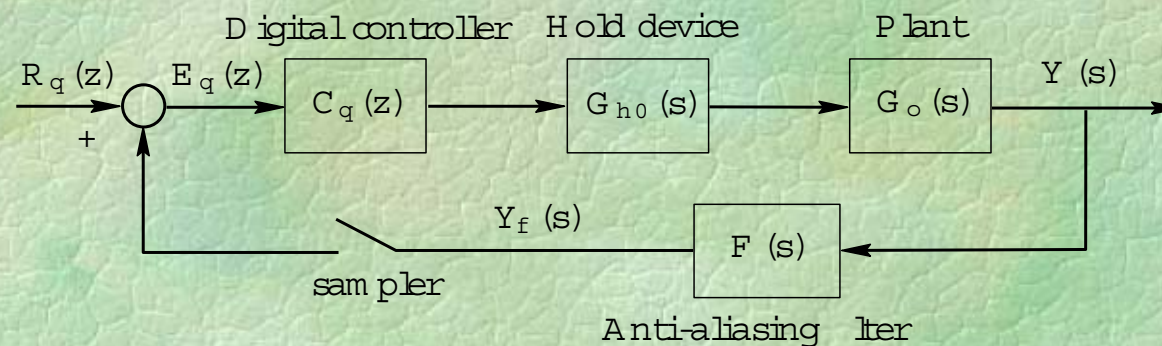 Digital controller Hold device Plant
Rq(z) Eq(z) Y(s)
Cq(z) Gh0(s) Go(s)
+
Yf(s)
F(s)
sampler
Anti-aliasing lter